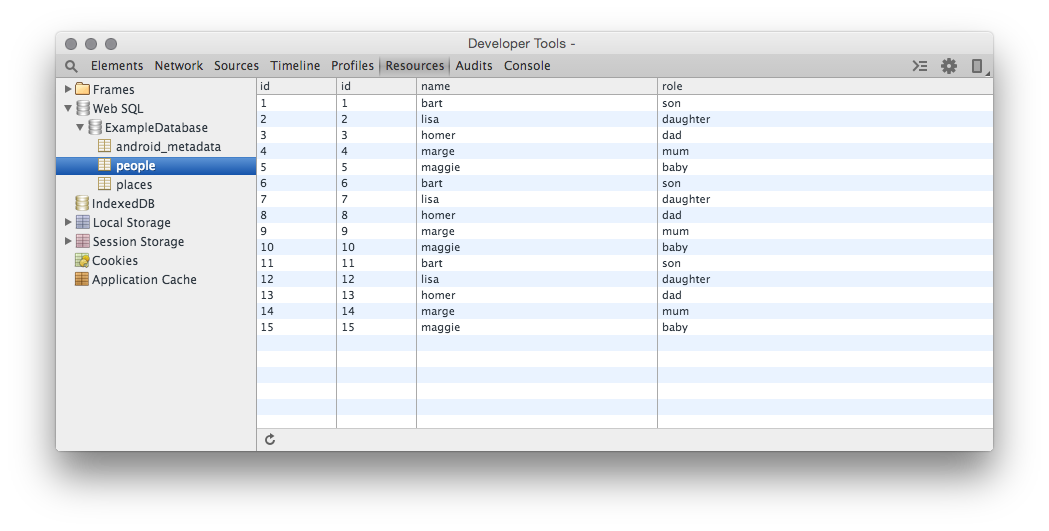 Developer Tools -
Elements Network Sources Timeline Profiles Resources Audits Console
Frames
Web SQL
ExampleDatabase
android_metadata
people
places
IndexedDB
Local Storage
Session Storage
Cookies
Application Cache
id id name role
1 1 bart son
2 2 lisa daughter
3 3 homer dad
4 4 marge mum
5 5 maggie baby
6 6 bart son
7 7 lisa daughter
8 8 homer dad
9 9 marge mum
10 10 maggie baby
11 11 bart son
12 12 lisa daughter
13 13 homer dad
14 14 marge mum
15 15 maggie baby